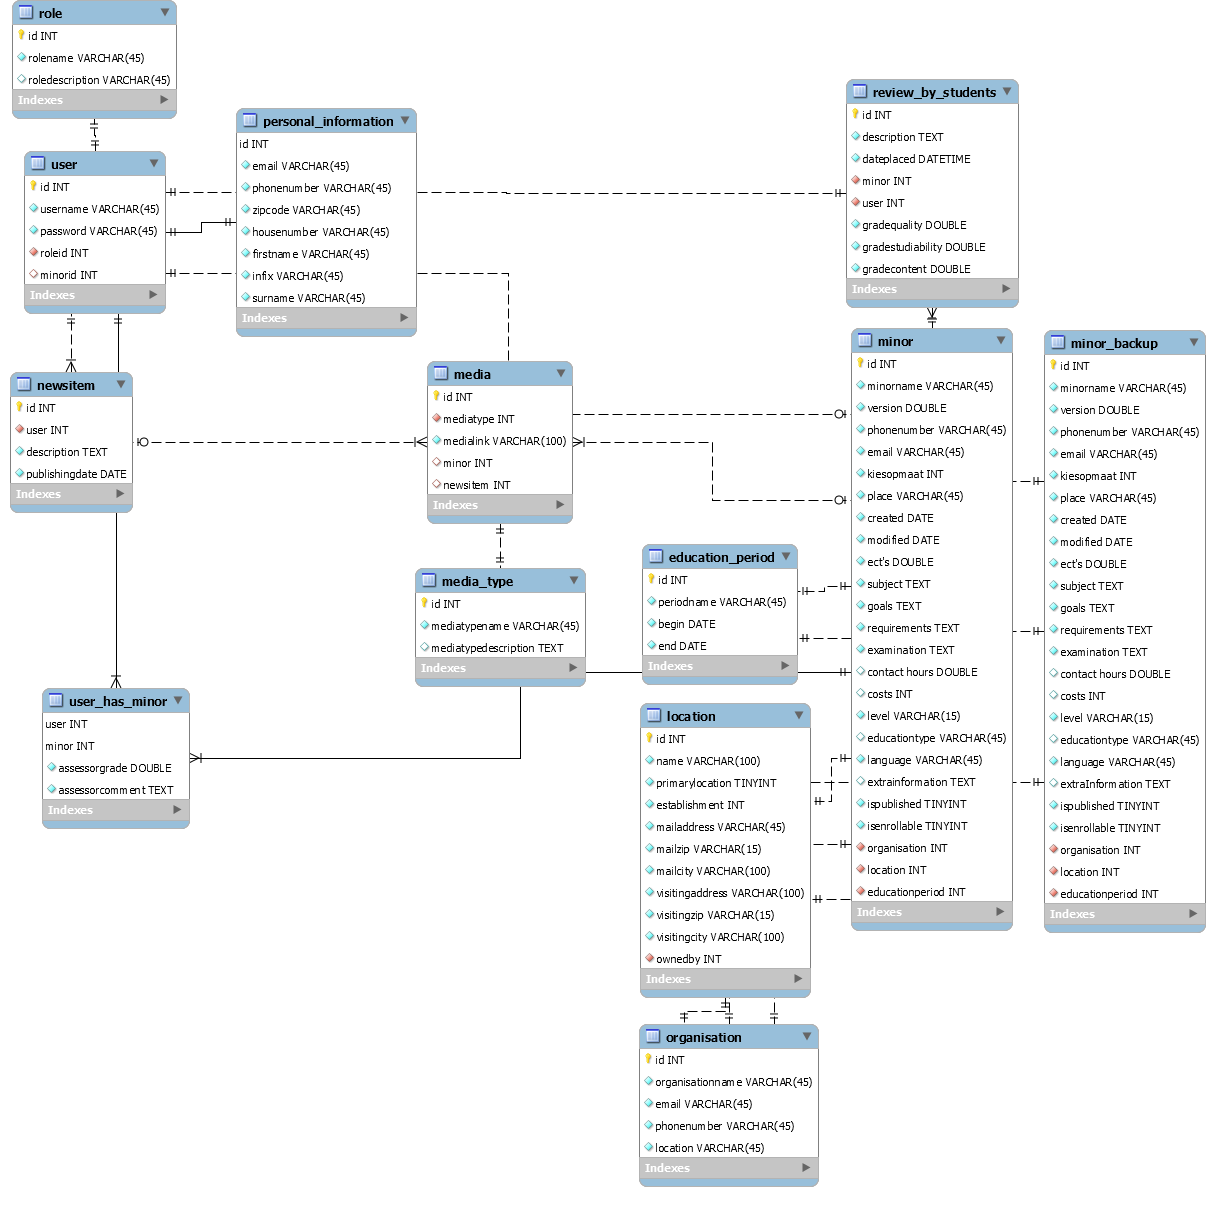 role
id INT
rolename VARCHAR(45)
roledescription VARCHAR(45)
Indexes
user
id INT
username VARCHAR(45)
password VARCHAR(45)
roleid INT
minorid INT
Indexes
personal_information
id INT
email VARCHAR(45)
phonenumber VARCHAR(45)
zipcode VARCHAR(45)
housenumber VARCHAR(45)
firstname VARCHAR(45)
infix VARCHAR(45)
surname VARCHAR(45)
Indexes
review_by_students
id INT
description TEXT
dateplaced DATETIME
minor INT
user INT
gradequality DOUBLE
gradestudiability DOUBLE
gradecontent DOUBLE
Indexes
newsitem
id INT
user INT
description TEXT
publishingdate DATE
Indexes
media
id INT
mediatype INT
medialink VARCHAR(100)
minor INT
newsitem INT
Indexes
minor
id INT
minorname VARCHAR(45)
version DOUBLE
phonenumber VARCHAR(45)
email VARCHAR(45)
kiesopmaat INT
place VARCHAR(45)
created DATE
modified DATE
ect's DOUBLE
subject TEXT
goals TEXT
requirements TEXT
examination TEXT
contact hours DOUBLE
costs INT
level VARCHAR(15)
educationtype VARCHAR(45)
language VARCHAR(45)
extrainformation TEXT
ispublished TINYINT
isenrollable TINYINT
organisation INT
location INT
educationperiod INT
Indexes
minor_backup
id INT
minorname VARCHAR(45)
version DOUBLE
phonenumber VARCHAR(45)
email VARCHAR(45)
kiesopmaat INT
place VARCHAR(45)
created DATE
modified DATE
ect's DOUBLE
subject TEXT
goals TEXT
requirements TEXT
examination TEXT
contact hours DOUBLE
costs INT
level VARCHAR(15)
educationtype VARCHAR(45)
language VARCHAR(45)
extraInformation TEXT
ispublished TINYINT
isenrollable TINYINT
organisation INT
location INT
educationperiod INT
Indexes
media_type
id INT
mediatypename VARCHAR(45)
mediatypedescription TEXT
Indexes
education_period
id INT
periodname VARCHAR(45)
begin DATE
end DATE
Indexes
user_has_minor
user INT
minor INT
assessorgrade DOUBLE
assessorcomment TEXT
Indexes
location
id INT
name VARCHAR(100)
primarylocation TINYINT
establishment INT
mailaddress VARCHAR(45)
mailzip VARCHAR(15)
mailcity VARCHAR(100)
visitingaddress VARCHAR(100)
visitingzip VARCHAR(15)
visitingcity VARCHAR(100)
ownedby INT
Indexes
organisation
id INT
organisationname VARCHAR(45)
email VARCHAR(45)
phonenumber VARCHAR(45)
location VARCHAR(45)
Indexes